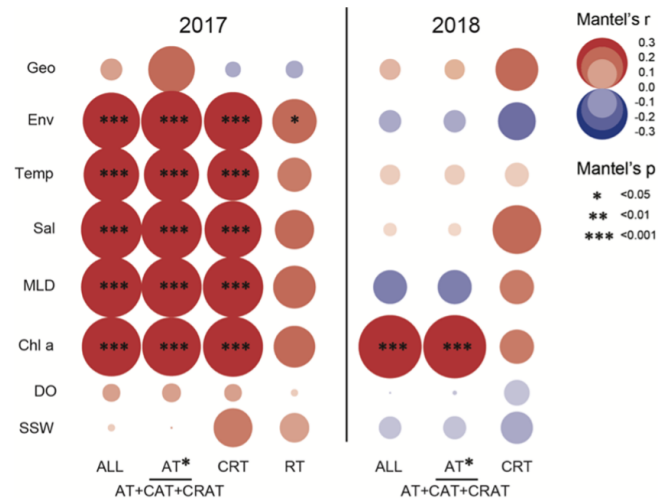 2017
2018
Mantel's r
0.3
0.2
0.1
0.0
-0.1
-0.2
-0.3
Mantel's p
* <0.05
** <0.01
*** <0.001
Geo
Env *** *** *** *
Temp *** *** ***
Sal *** *** ***
MLD *** *** ***
Chl a *** *** *** *** ***
DO
SSW
ALL AT* CRT RT ALL AT* CRT
AT+CAT+CRAT AT+CAT+CRAT